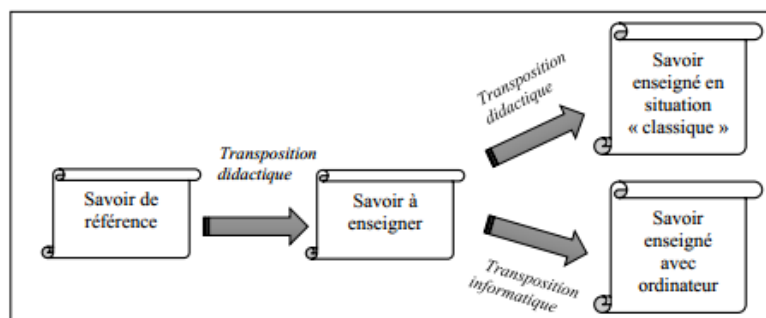 Savoir de
référence
Transposition
didactique
Savoir à
enseigner
Transposition
didactique
Savoir
enseigné en
situation
« classique »
Transposition
informatique
Savoir
enseigné
avec
ordinateur